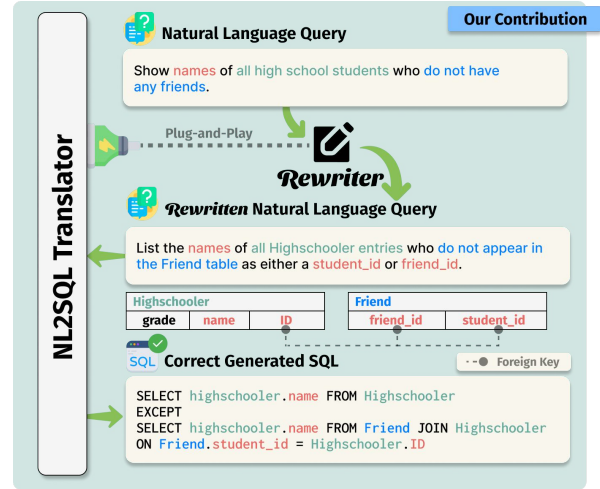 Our Contribution
Natural Language Query
Show names of all high school students who do not have
any friends.
Plug-and-Play
Rewriter
Rewritten Natural Language Query
NL2SQL Translator
List the names of all Highschooler entries who do not appear in
the Friend table as either a student_id or friend_id.
Highschooler
grade name ID
Friend
friend_id student_id
SQL Correct Generated SQL
Foreign Key
SELECT highschooler.name FROM Highschooler
EXCEPT
SELECT highschooler.name FROM Friend JOIN Highschooler
ON Friend.student_id = Highschooler.ID